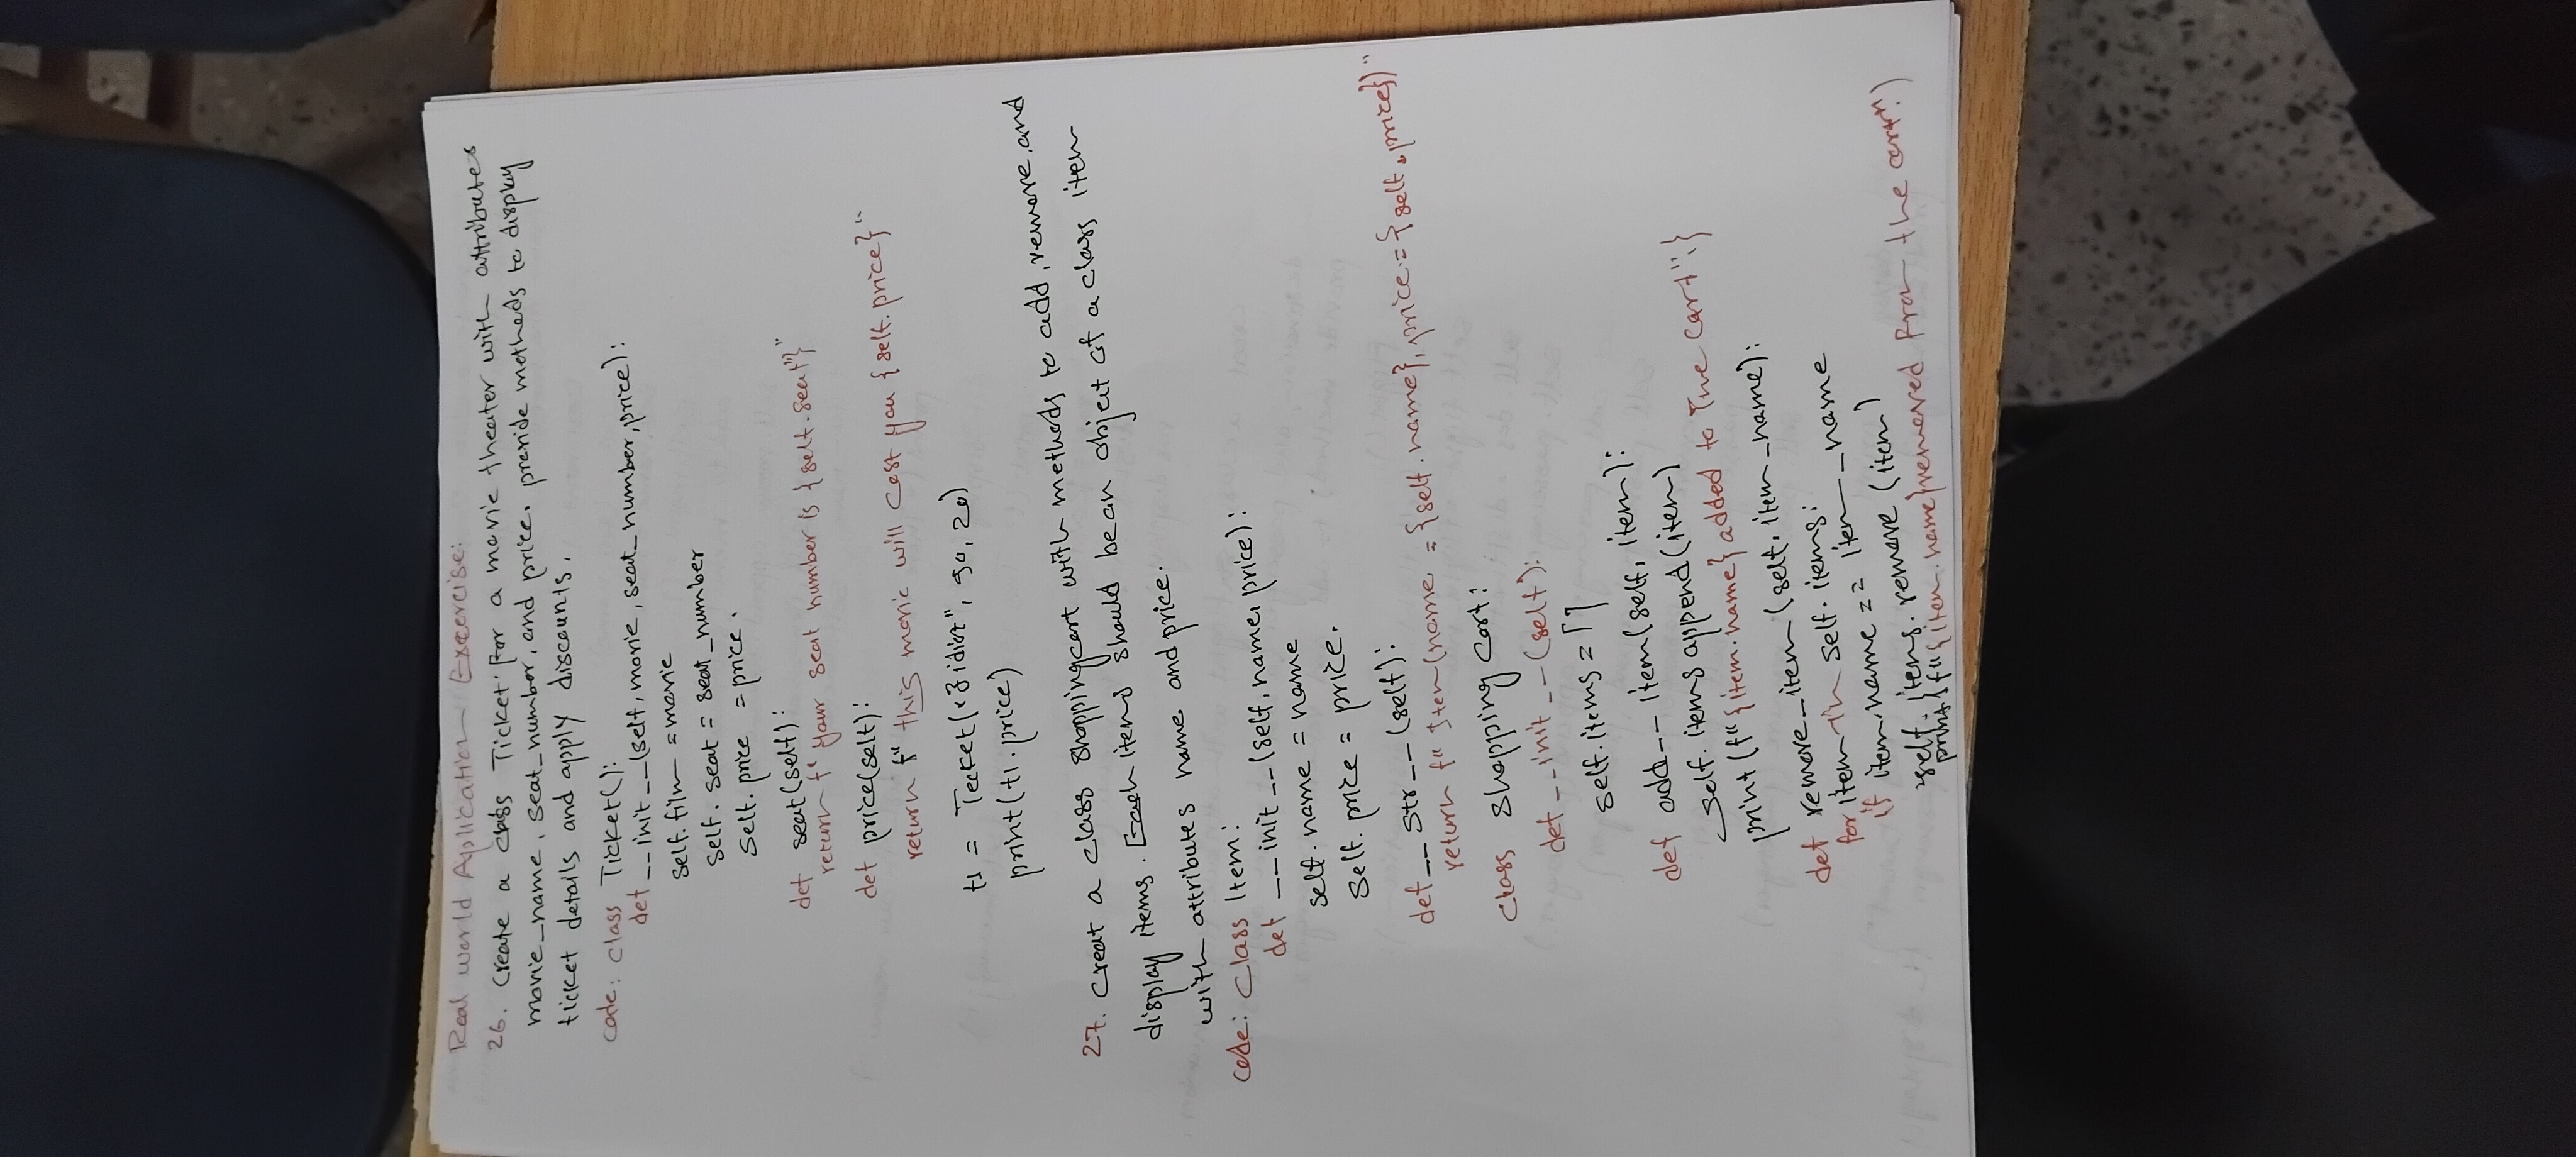 Real world Aplication Excercise:
26. Create a class Ticket for a movie theater with attributes
movie_name, seat_number, and price. provide methods to display
ticket details and apply discounts.
code: class Ticket():
def __init__(self, movie, seat_number, price):
self.film = movie
self.seat = seat_number
self.price = price.
def seat(self):
return f" your seat number is {self.seat"}"
def price(self):
return f" this movie will cost you {self.price}"
t1 = Tecket("3 idiot", 90, 20)
print(t1.price)
27. Creat a class shoppingcart with methods to add, remove, and
display items. Each items should be an object of a class item
with attributes name and price.
code: class Item:
def __init__(self, name, price):
self.name = name
self.price = price.
def __str__(self):
return f" Item(name = {self.name}, price = {self.price})"
class shopping cart:
def __init__(self):
self.items = []
def add__item(self, item):
self.items append(item)
print(f"{item.name} added to The cart".}
def remove_item(self, item_name):
for item in self.items:
if item.name == item_name
self.items.remove(item)
print(f"{item.name}removed from the cart".)